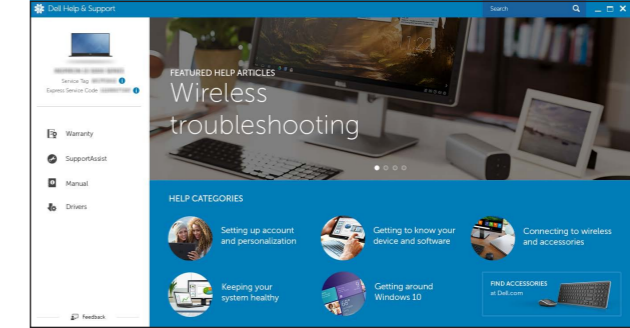 Dell Help & Support
Search
Service Tag:
Express Service Code:
Warranty
SupportAssist
Manual
Drivers
Feedback
FEATURED HELP ARTICLES
Wireless
troubleshooting
HELP CATEGORIES
Setting up account
and personalization
Getting to know your
device and software
Connecting to wireless
and accessories
Keeping your
system healthy
Getting around
Windows 10
FIND ACCESSORIES
at Dell.com